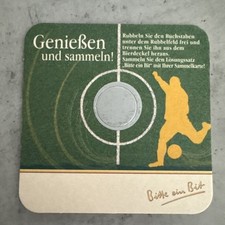 Genießen
und sammeln!
Rubbeln Sie den Buchstaben
unter dem Rubbelfeld frei und
trennen Sie ihn aus dem
Bierdeckel heraus.
Sammeln Sie den Lösungssatz
„Bitte ein Bit" mit Ihrer Sammelkarte!
Bitte ein Bit